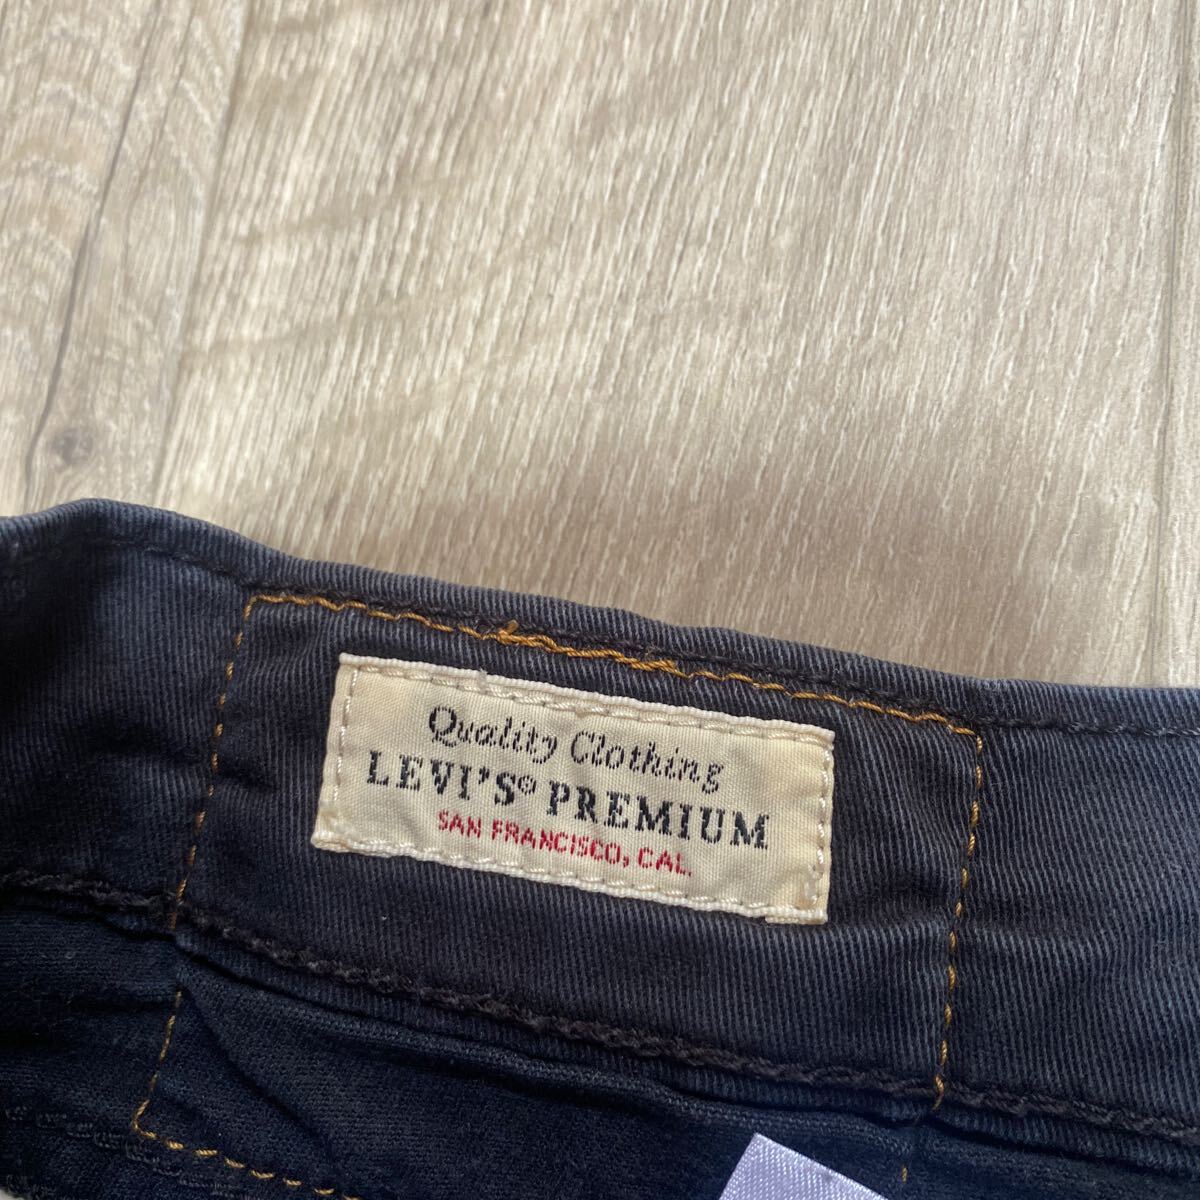 Quality Clothing
LEVI'S® PREMIUM
SAN FRANCISCO, CAL.